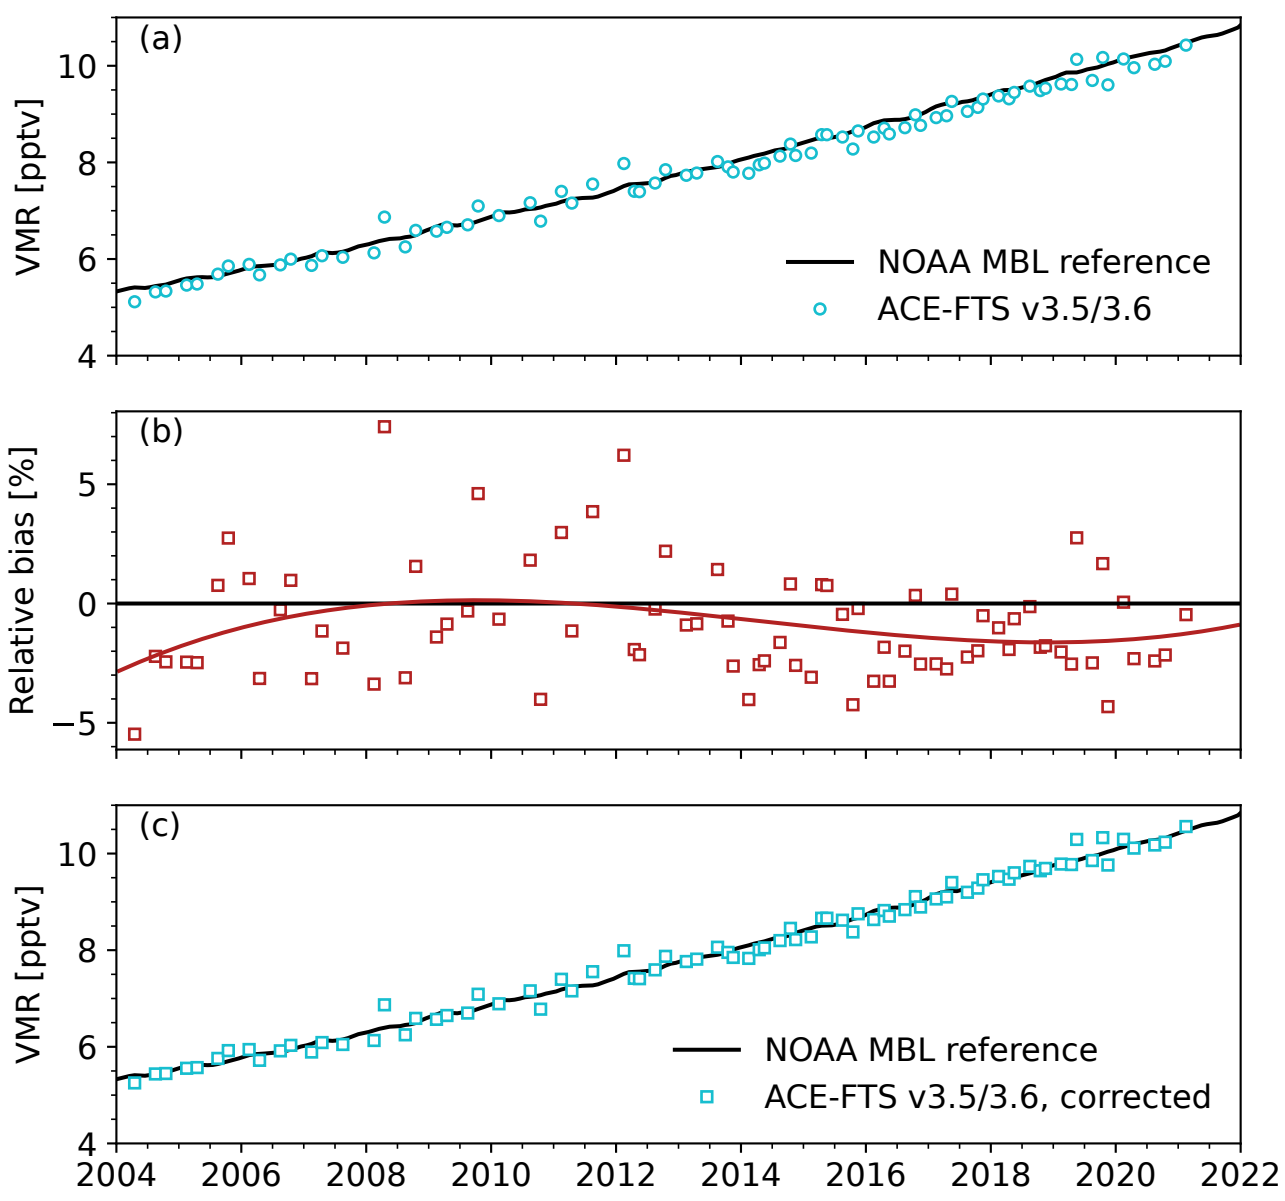 (a)
10
8
6
4
VMR [pptv]
NOAA MBL reference
ACE-FTS v3.5/3.6
(b)
5
0
−5
Relative bias [%]
(c)
10
8
6
4
VMR [pptv]
NOAA MBL reference
ACE-FTS v3.5/3.6, corrected
2004 2006 2008 2010 2012 2014 2016 2018 2020 2022